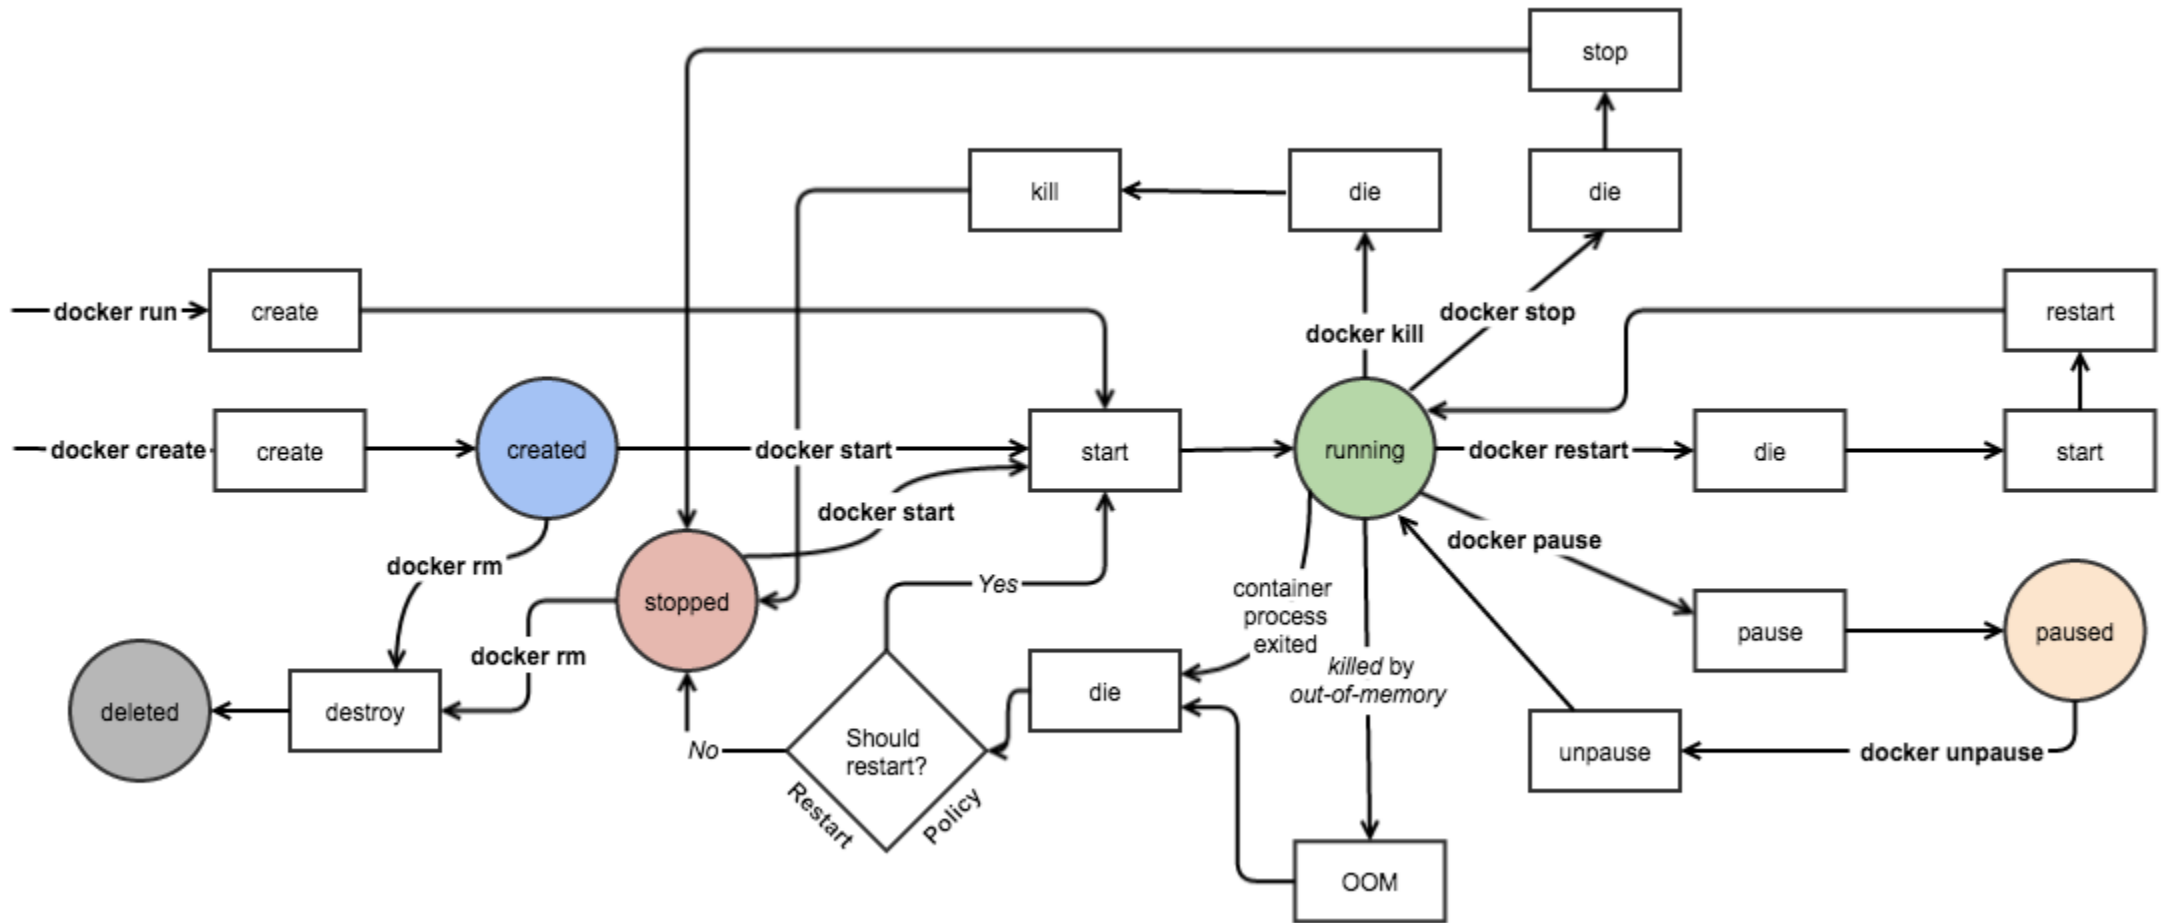 stop
kill
die
die
docker run
create
docker kill
docker stop
restart
docker create
create
created
docker start
start
running
docker restart
die
start
docker start
docker pause
docker rm
stopped
Yes
container
process
exited
pause
paused
docker rm
killed by
out-of-memory
deleted
destroy
No
Should
restart?
Restart
Policy
die
unpause
docker unpause
OOM